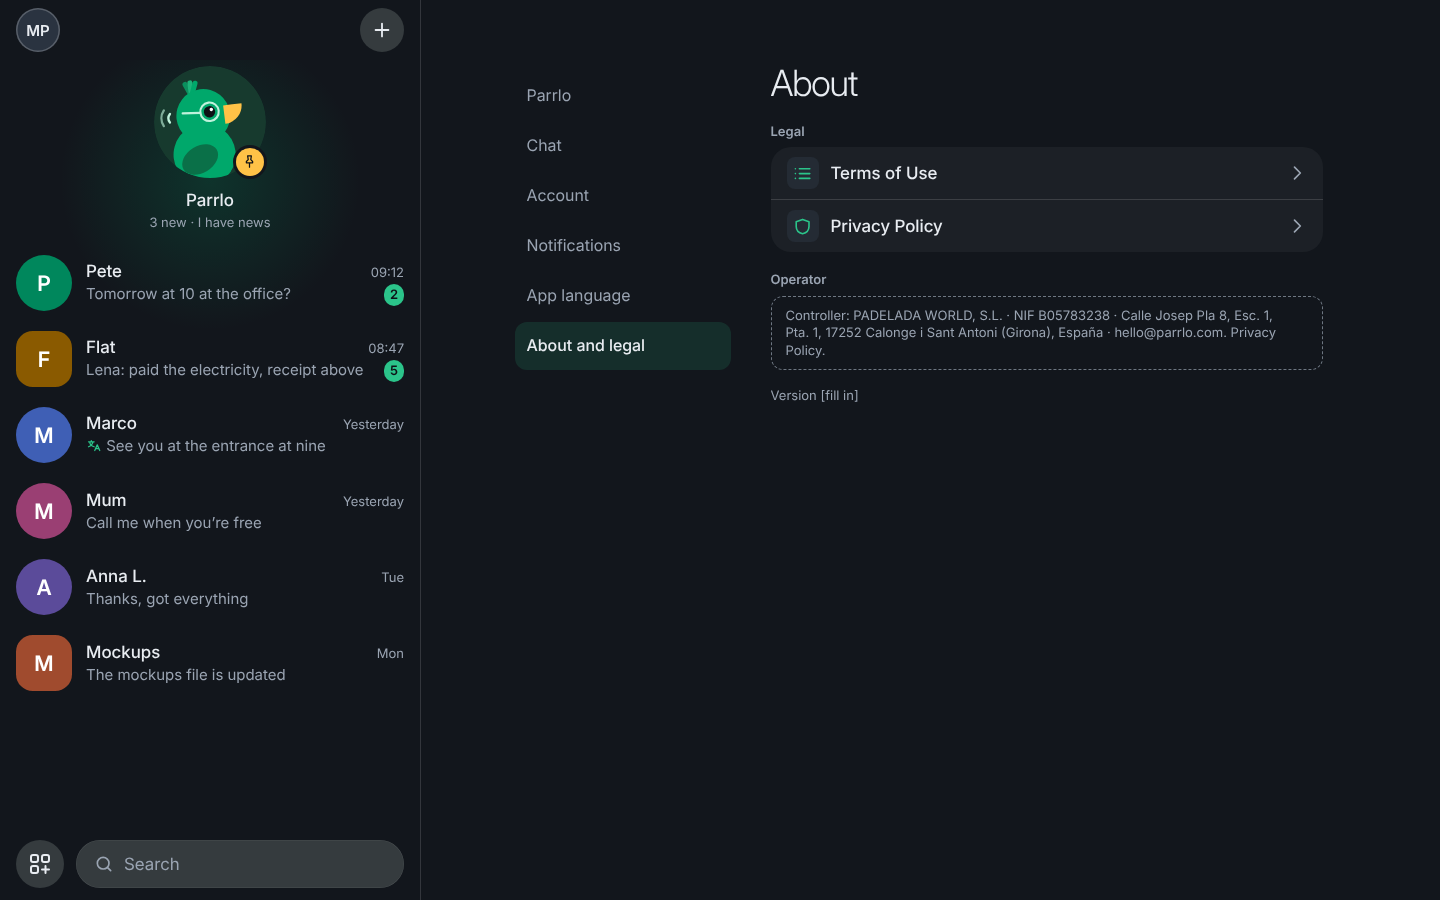 MP
Parrlo
3 new · I have news
P
Pete
09:12
Tomorrow at 10 at the office?
2
F
Flat
08:47
Lena: paid the electricity, receipt above
5
M
Marco
Yesterday
See you at the entrance at nine
M
Mum
Yesterday
Call me when you’re free
A
Anna L.
Tue
Thanks, got everything
M
Mockups
Mon
The mockups file is updated
Search
Parrlo
Chat
Account
Notifications
App language
About and legal
About
Legal
Terms of Use
Privacy Policy
Operator
Controller: PADELADA WORLD, S.L. · NIF B05783238 · Calle Josep Pla 8, Esc. 1,
Pta. 1, 17252 Calonge i Sant Antoni (Girona), España · hello@parrlo.com. Privacy
Policy.
Version [fill in]